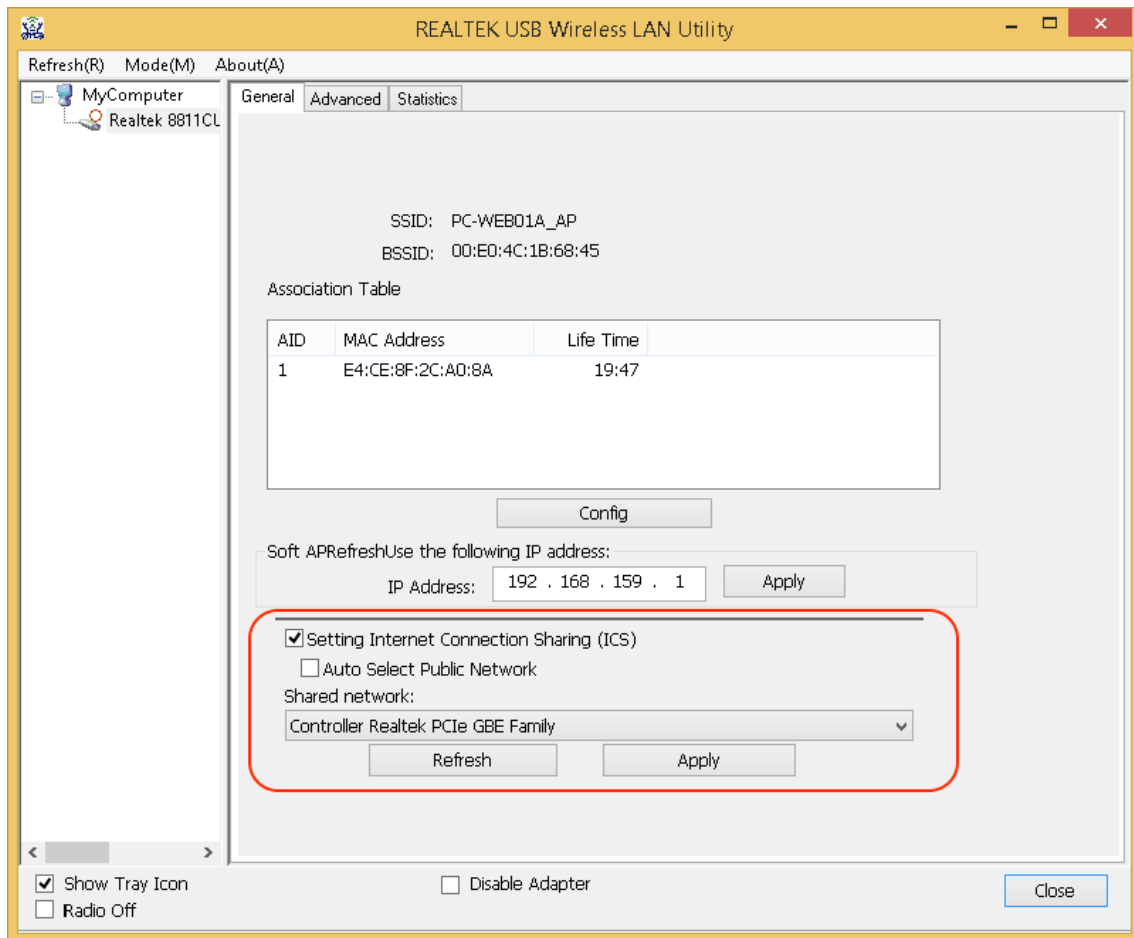 REALTEK USB Wireless LAN Utility
Refresh(R) Mode(M) About(A)
MyComputer
Realtek 8811CU
General Advanced Statistics
SSID: PC-WEB01A_AP
BSSID: 00:E0:4C:1B:68:45
Association Table
AID MAC Address Life Time
1 E4:CE:8F:2C:A0:8A 19:47
Config
Soft APRefreshUse the following IP address:
IP Address: 192 . 168 . 159 . 1 Apply
Setting Internet Connection Sharing (ICS)
Auto Select Public Network
Shared network:
Controller Realtek PCIe GBE Family
Refresh Apply
Show Tray Icon Disable Adapter Close
Radio Off